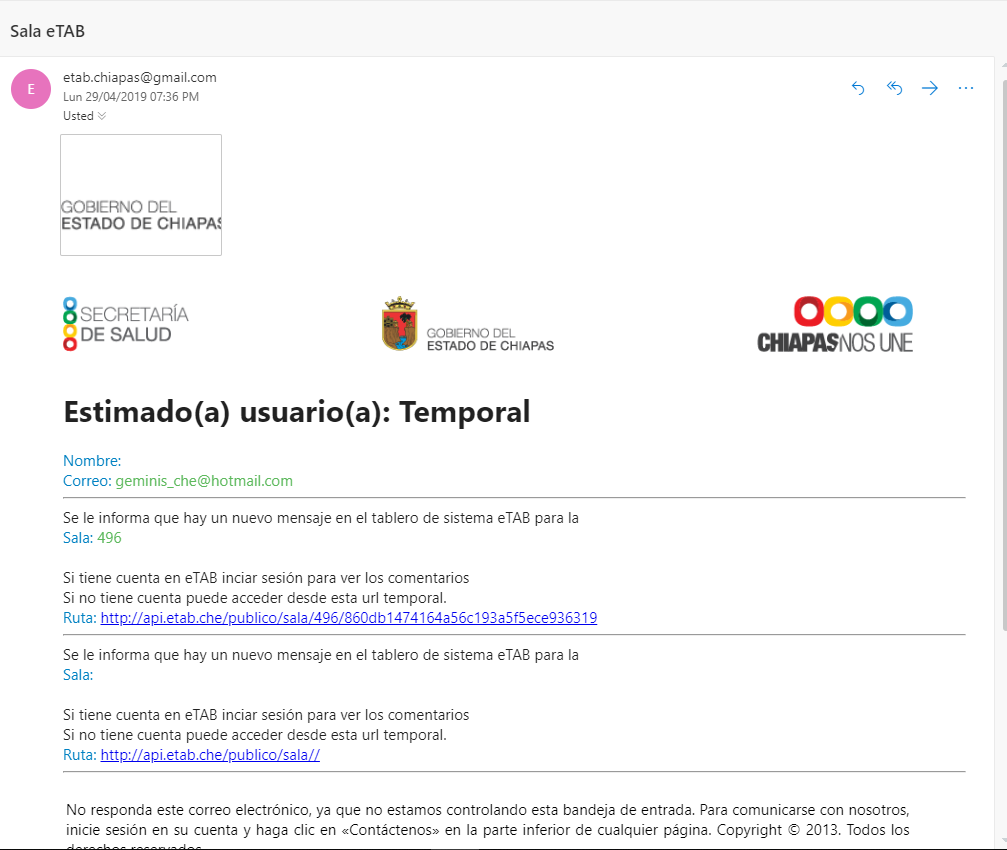 Sala eTAB
E
etab.chiapas@gmail.com
Lun 29/04/2019 07:36 PM
Usted
GOBIERNO DEL
ESTADO DE CHIAPAS
SECRETARÍA
DE SALUD
GOBIERNO DEL
ESTADO DE CHIAPAS
CHIAPASNOS UNE
Estimado(a) usuario(a): Temporal
Nombre:
Correo: geminis_che@hotmail.com
Se le informa que hay un nuevo mensaje en el tablero de sistema eTAB para la
Sala: 496
Si tiene cuenta en eTAB inciar sesión para ver los comentarios
Si no tiene cuenta puede acceder desde esta url temporal.
Ruta: http://api.etab.che/publico/sala/496/860db1474164a56c193a5f5ece936319
Se le informa que hay un nuevo mensaje en el tablero de sistema eTAB para la
Sala:
Si tiene cuenta en eTAB inciar sesión para ver los comentarios
Si no tiene cuenta puede acceder desde esta url temporal.
Ruta: http://api.etab.che/publico/sala//
No responda este correo electrónico, ya que no estamos controlando esta bandeja de entrada. Para comunicarse con nosotros,
inicie sesión en su cuenta y haga clic en «Contáctenos» en la parte inferior de cualquier página. Copyright © 2013. Todos los
derechos reservados.